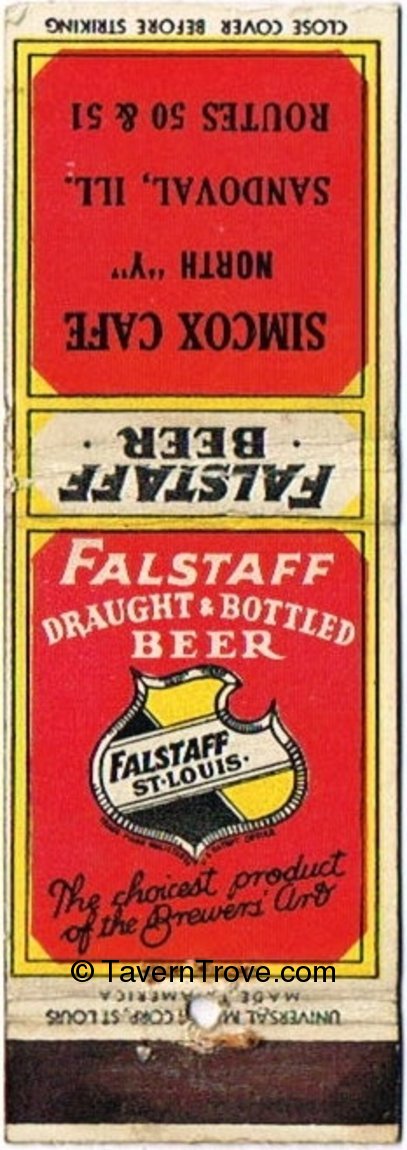 CLOSE COVER BEFORE STRIKING
SIMCOX CAFE
NORTH "Y"
SANDOVAL, ILL.
ROUTES 50 & 51
FALSTAFF
· BEER ·
FALSTAFF
DRAUGHT & BOTTLED
BEER
FALSTAFF
ST. LOUIS.
The choicest product
of the Brewers' Art
© TavernTrove.com
MADE AMERICA
UNIVERSAL CORP., ST. LOUIS